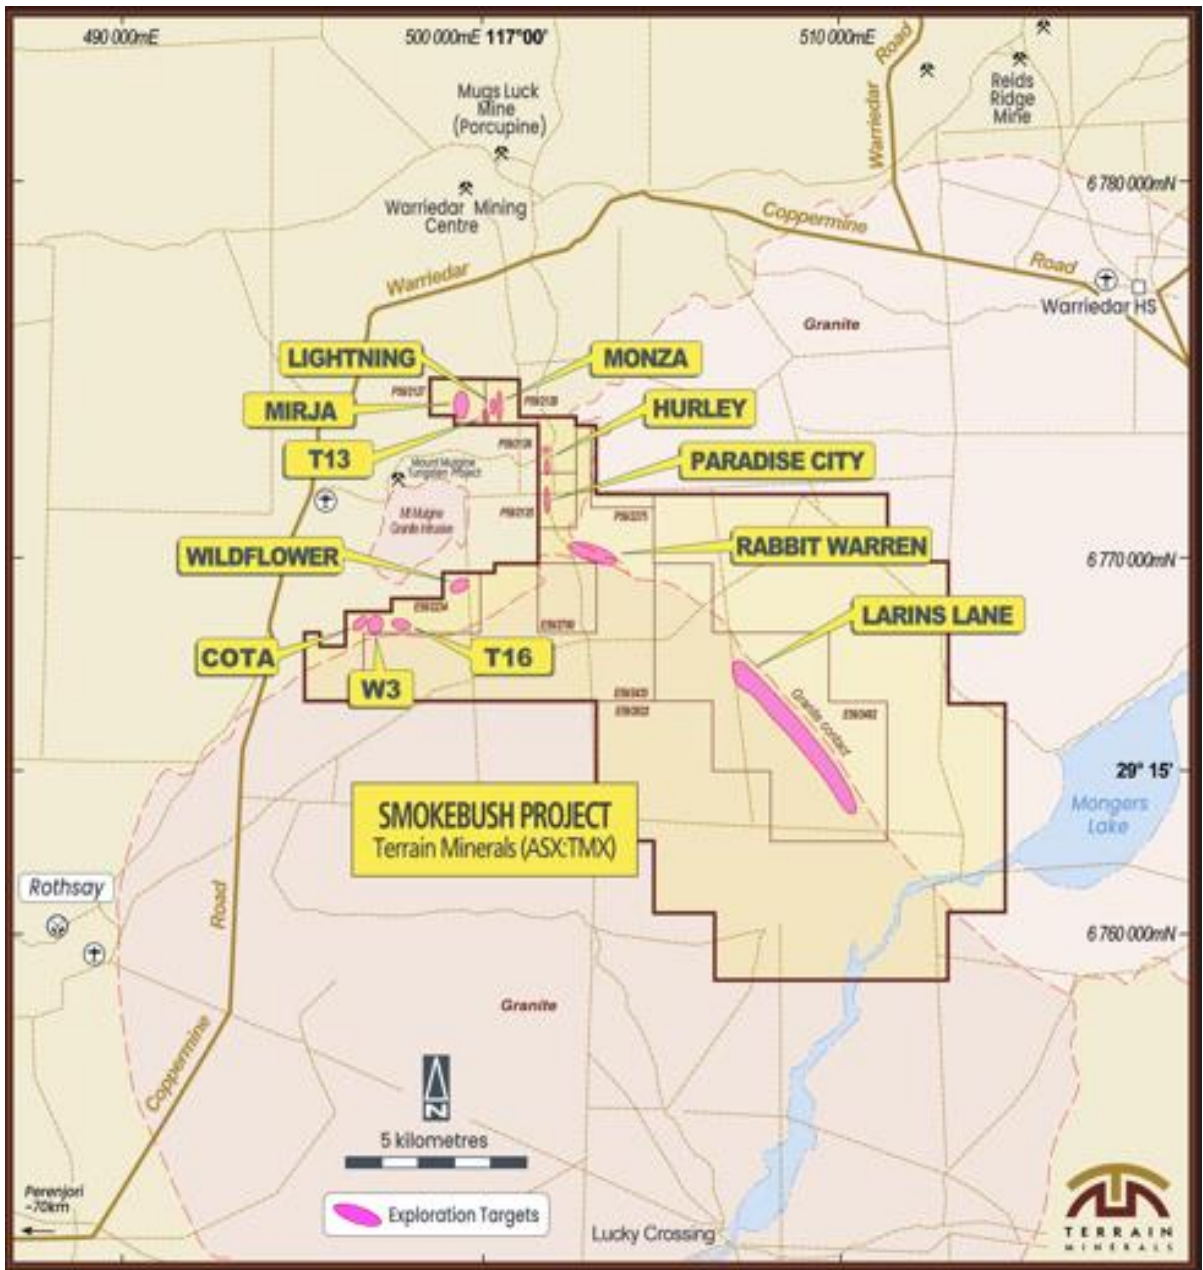 490 000mE
500 000mE 117°00'
510 000mE
Road
Warriedar
Mugs Luck
Mine
(Porcupine)
Reids
Ridge
Mine
6 780 000mN
Warriedar Mining
Centre
Coppermine
Road
Warriedar
Warriedar HS
Granite
LIGHTNING
MONZA
MIRJA
HURLEY
T13
PARADISE CITY
Mount Mulgine
Tungsten Project
Mt Mulgine
Granite Intrusive
WILDFLOWER
RABBIT WARREN
6 770 000mN
LARINS LANE
COTA
T16
W3
Granite contact
29° 15'
SMOKEBUSH PROJECT
Terrain Minerals (ASX:TMX)
Mongers
Lake
Rothsay
Road
6 760 000mN
Granite
Coppermine
N
5 kilometres
Perenjori
~70km
Exploration Targets
Lucky Crossing
TERRAIN
MINERALS